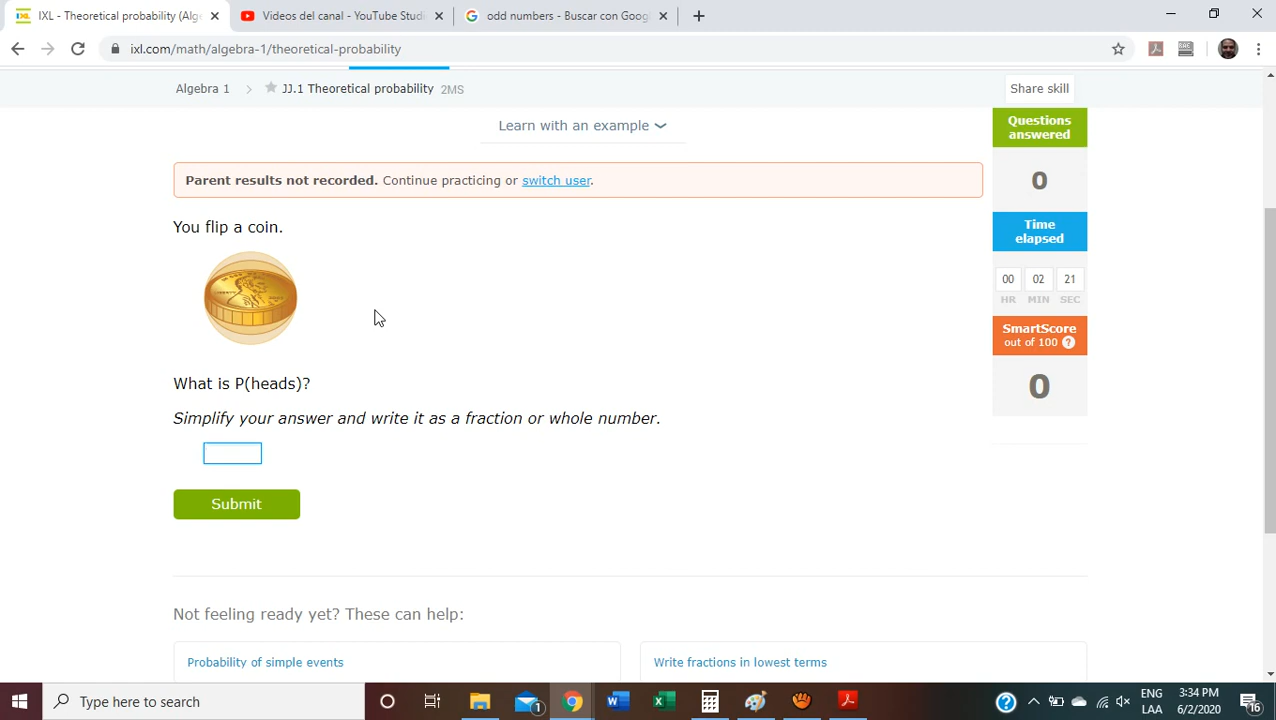 IXL - Theoretical probability (Alg
Videos del canal - YouTube Studi
odd numbers - Buscar con Goog
ixl.com/math/algebra-1/theoretical-probability
Algebra 1 > JJ.1 Theoretical probability 2MS
Share skill
Learn with an example
Questions answered
0
Parent results not recorded. Continue practicing or switch user.
Time elapsed
00 02 21
HR MIN SEC
SmartScore
out of 100 ?
0
You flip a coin.
What is P(heads)?
Simplify your answer and write it as a fraction or whole number.
Submit
Not feeling ready yet? These can help:
Probability of simple events
Write fractions in lowest terms
Type here to search
1
ENG
LAA
3:34 PM
6/2/2020
16